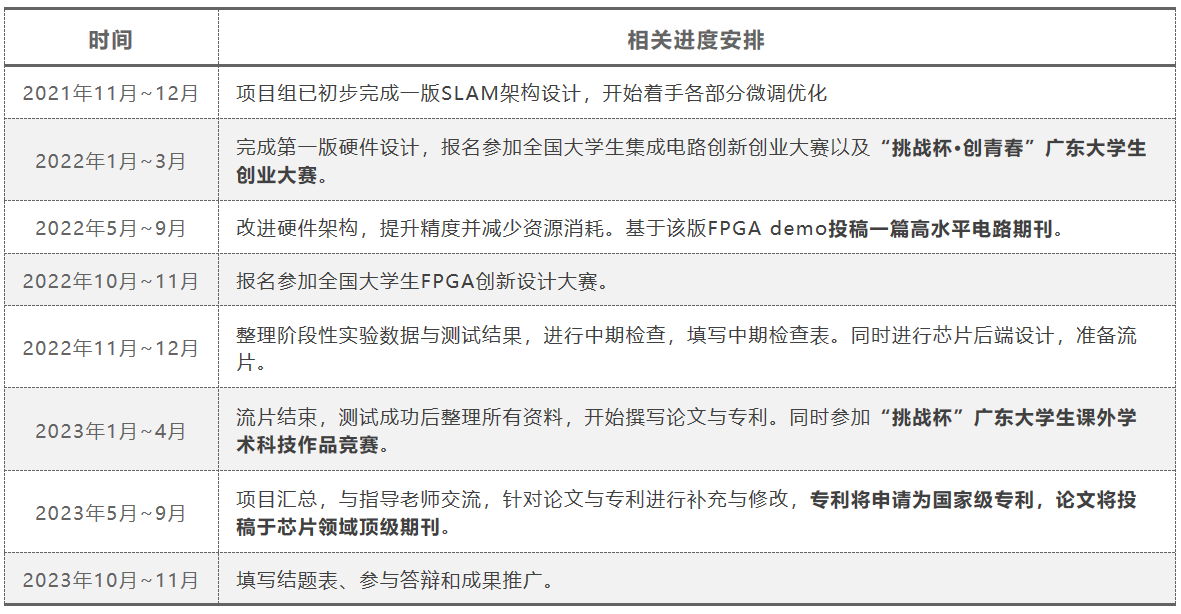 时间 相关进度安排
2021年11月~12月 项目组已初步完成一版SLAM架构设计，开始着手各部分微调优化
2022年1月~3月 完成第一版硬件设计，报名参加全国大学生集成电路创新创业大赛以及“挑战杯·创青春”广东大学生
创业大赛。
2022年5月~9月 改进硬件架构，提升精度并减少资源消耗。基于该版FPGA demo投稿一篇高水平电路期刊。
2022年10月~11月 报名参加全国大学生FPGA创新设计大赛。
2022年11月~12月 整理阶段性实验数据与测试结果，进行中期检查，填写中期检查表。同时进行芯片后端设计，准备流
片。
2023年1月~4月 流片结束，测试成功后整理所有资料，开始撰写论文与专利。同时参加“挑战杯”广东大学生课外学
术科技作品竞赛。
2023年5月~9月 项目汇总，与指导老师交流，针对论文与专利进行补充与修改，专利将申请为国家级专利，论文将投
稿于芯片领域顶级期刊。
2023年10月~11月 填写结题表、参与答辩和成果推广。